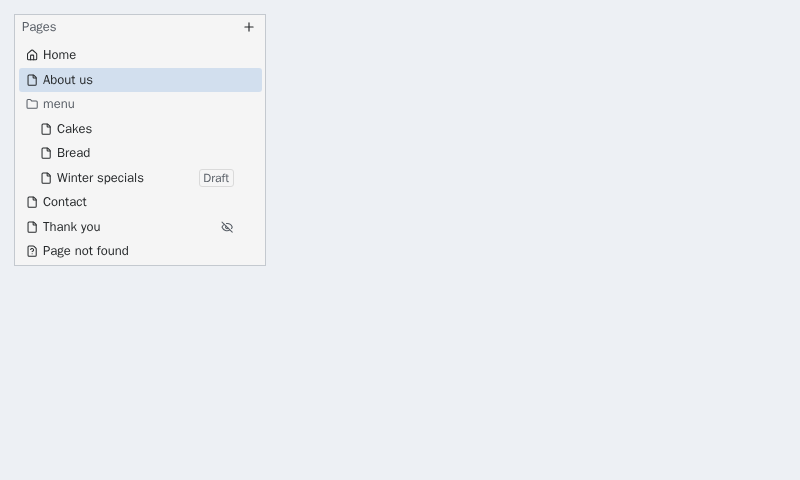 Pages
Home
About us
menu
Cakes
Bread
Winter specials Draft
Contact
Thank you
Page not found